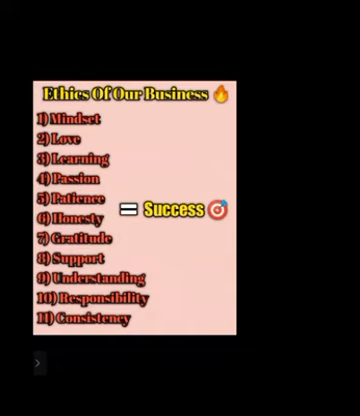 Ethics Of Our Business 🔥
1) Mindset
2) Love
3) Learning
4) Passion
5) Patience
= Success 🎯
6) Honesty
7) Gratitude
8) Support
9) Understanding
10) Responsibility
11) Consistency